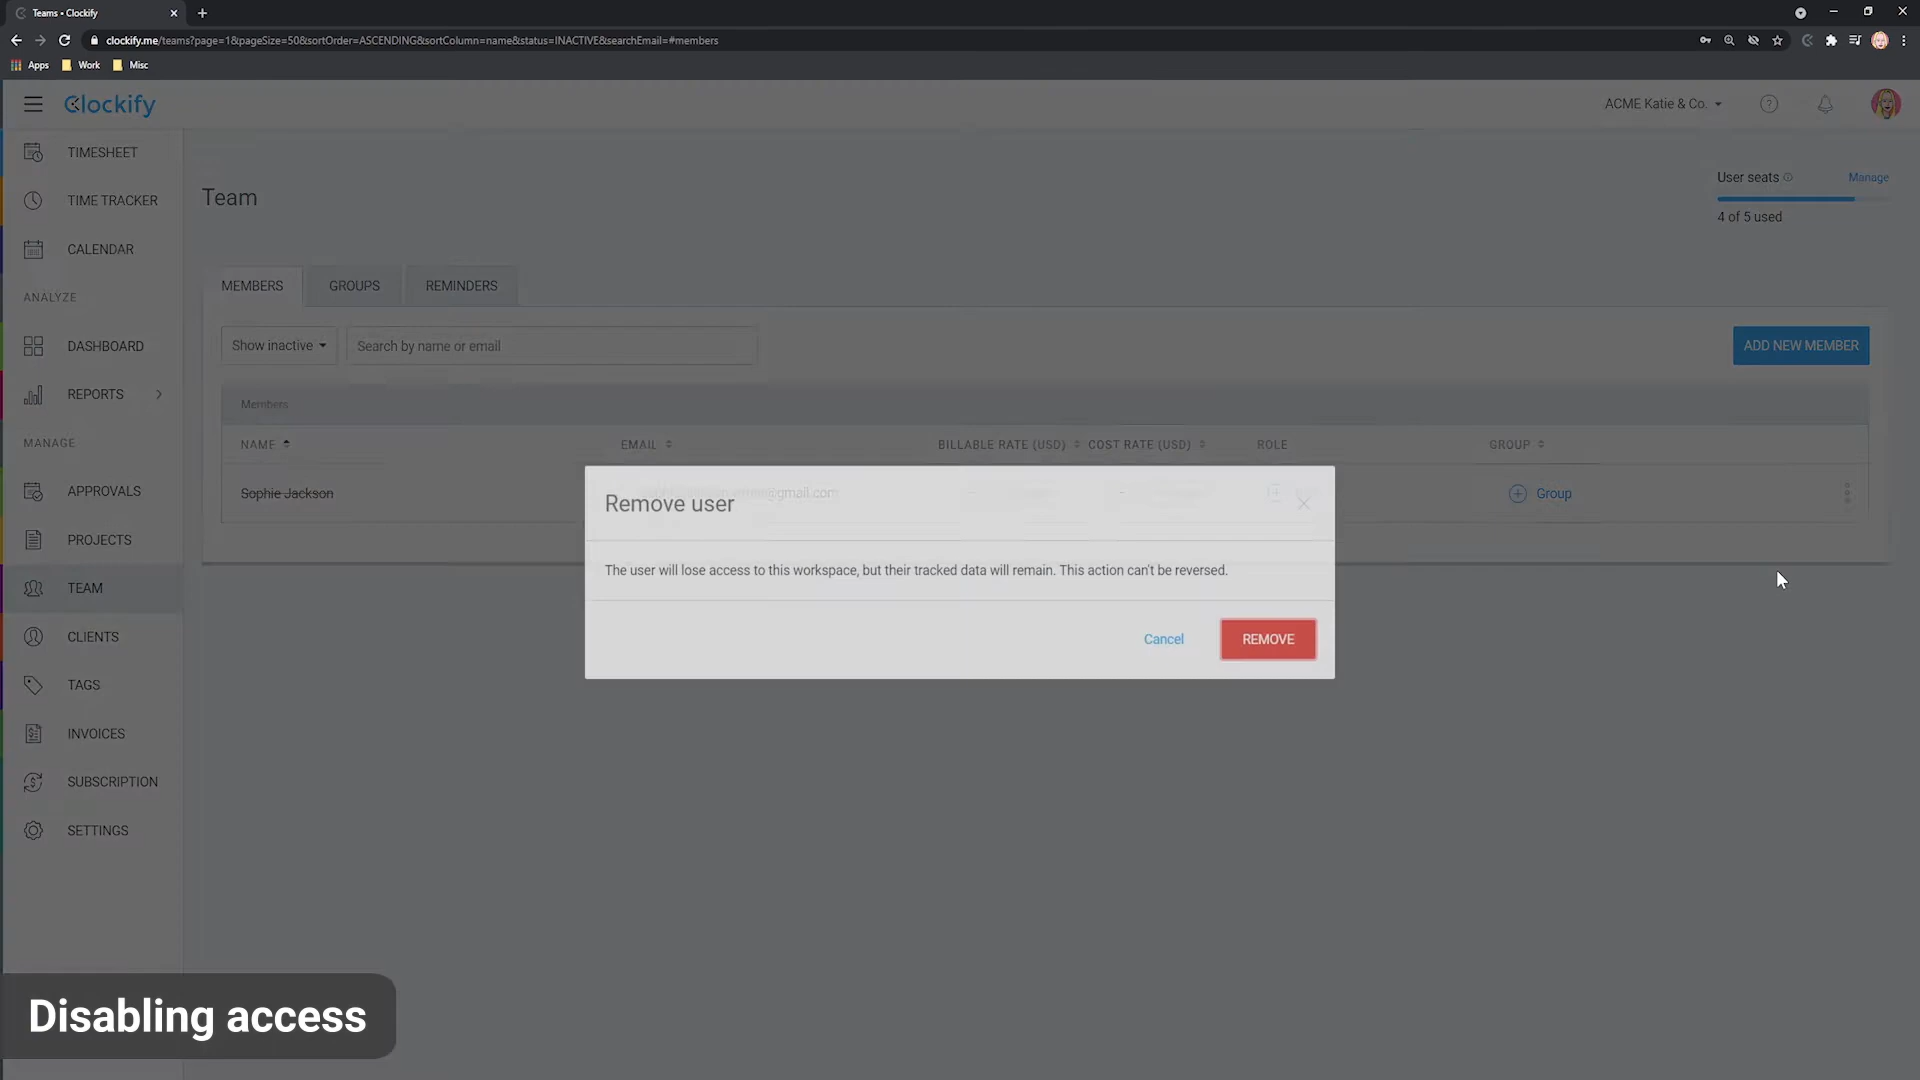 Teams - Clockify
clockify.me/teams?page=1&pageSize=50&sortOrder=ASCENDING&sortColumn=name&status=INACTIVE&searchEmail=#members
Apps Work Misc
Clockify
ACME Katie & Co.
TIMESHEET
TIME TRACKER
CALENDAR
ANALYZE
DASHBOARD
REPORTS
MANAGE
APPROVALS
PROJECTS
TEAM
CLIENTS
TAGS
INVOICES
SUBSCRIPTION
SETTINGS
Team
User seats Manage
4 of 5 used
MEMBERS GROUPS REMINDERS
Show inactive Search by name or email ADD NEW MEMBER
Members
NAME EMAIL BILLABLE RATE (USD) COST RATE (USD) ROLE GROUP
Sophie Jackson @gmail.com Group
Remove user
The user will lose access to this workspace, but their tracked data will remain. This action can't be reversed.
Cancel REMOVE
Disabling access